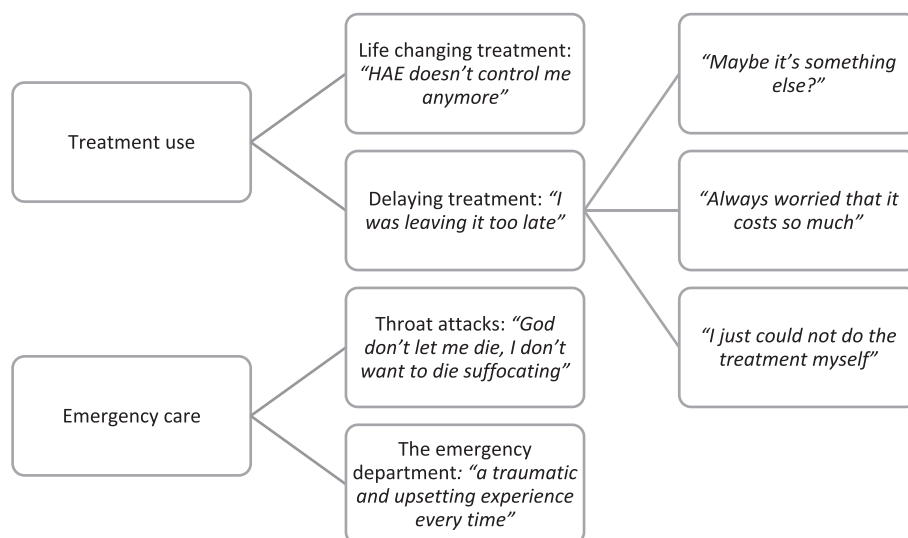 Treatment use
Life changing treatment:
“HAE doesn’t control me
anymore”
Delaying treatment: “I
was leaving it too late”
“Maybe it’s something
else?”
“Always worried that it
costs so much”
“I just could not do the
treatment myself”
Emergency care
Throat attacks: “God
don’t let me die, I don’t
want to die suffocating”
The emergency
department: “a traumatic
and upsetting experience
every time”